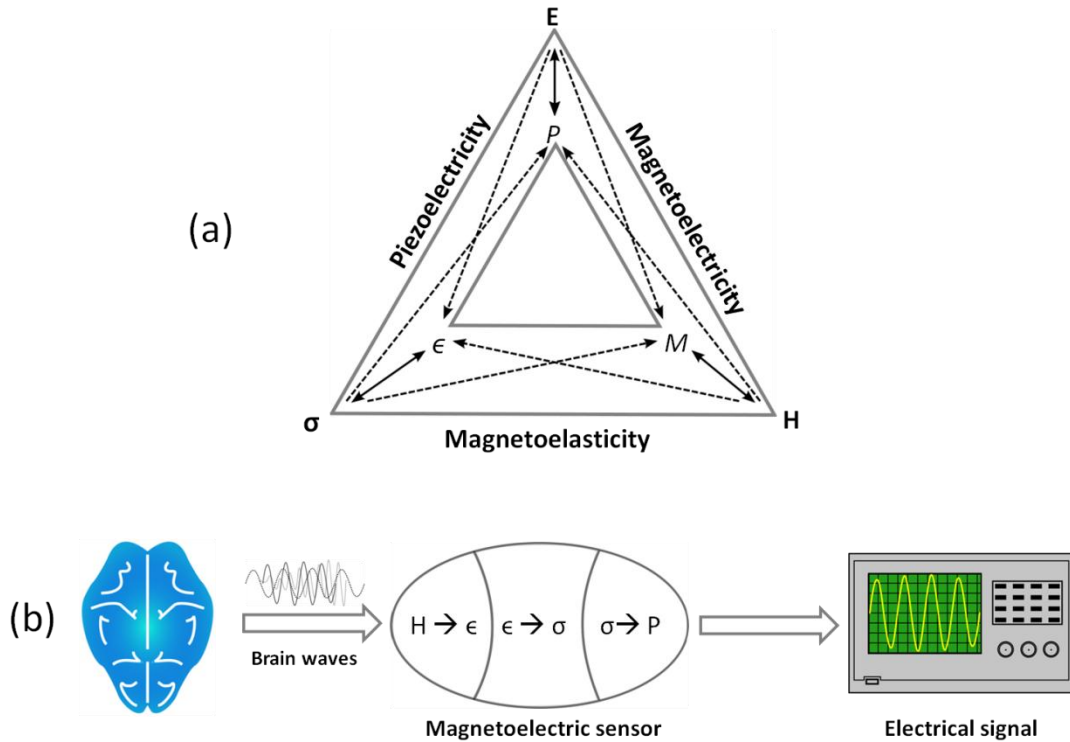 E
P
Piezoelectricity
Magnetoelectricity
(a)
ϵ
M
σ
H
Magnetoelasticity
(b)
Brain waves
H → ϵ
ϵ → σ
σ → P
Magnetoelectric sensor
Electrical signal